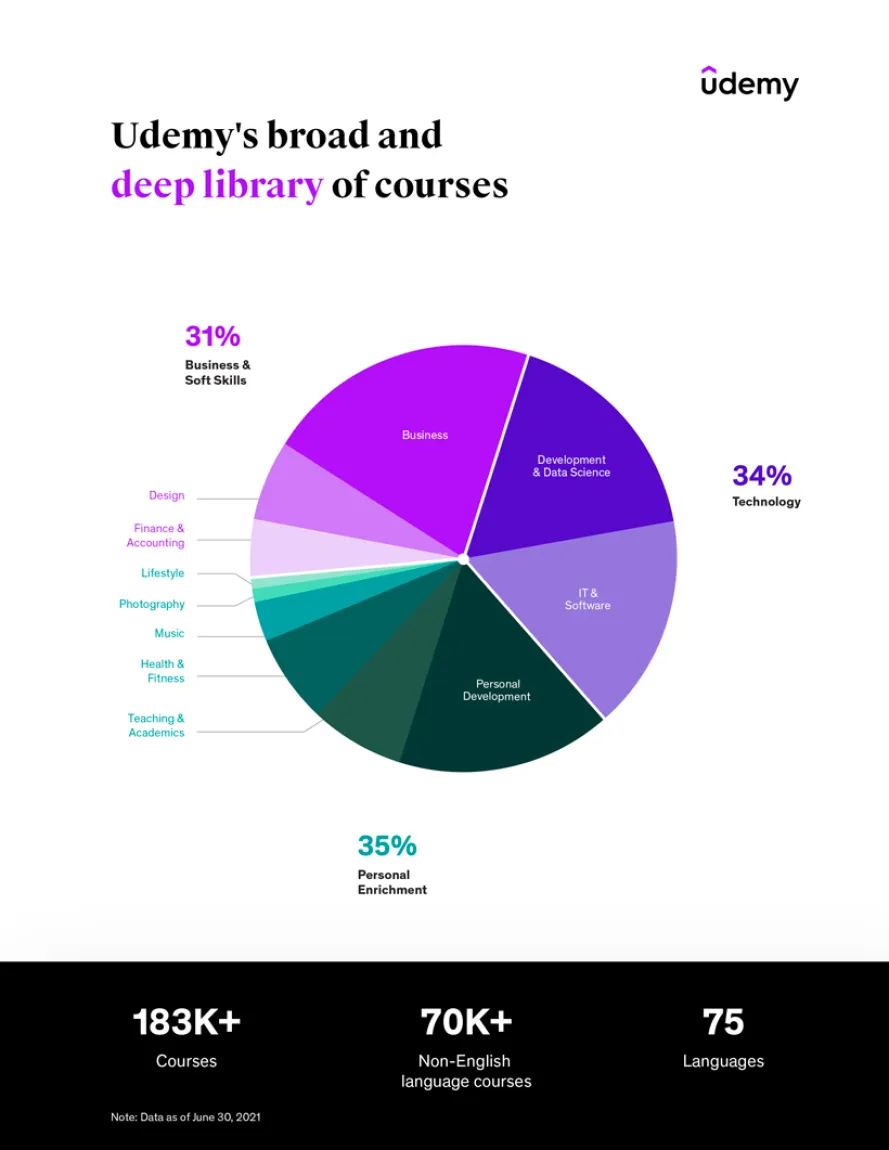 udemy
Udemy's broad and
deep library of courses
31%
Business &
Soft Skills
Business
Development
& Data Science
34%
Technology
Design
Finance &
Accounting
Lifestyle
Photography
Music
Health &
Fitness
Teaching &
Academics
IT &
Software
Personal
Development
35%
Personal
Enrichment
183K+
Courses
70K+
Non-English
language courses
75
Languages
Note: Data as of June 30, 2021